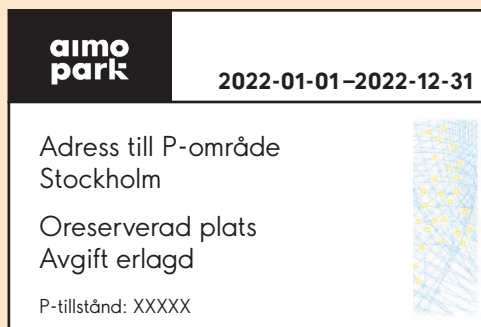 aimo
park
2022-01-01–2022-12-31
Adress till P-område
Stockholm
Oreserverad plats
Avgift erlagd
P-tillstånd: XXXXX